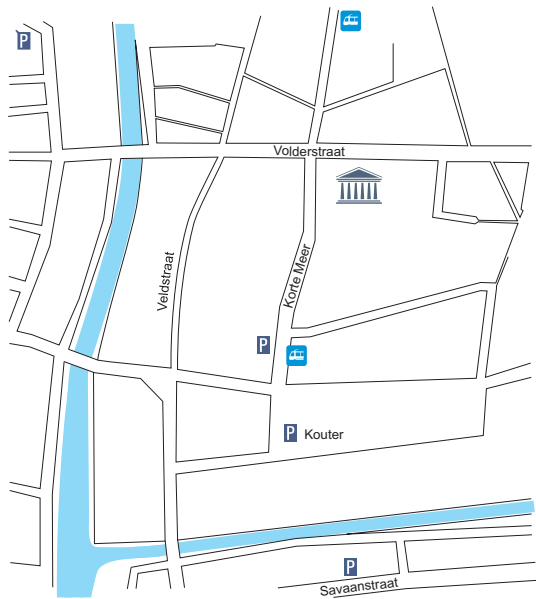 P
Volderstraat
Veldstraat
Korte Meer
P
P Kouter
P
Savaanstraat